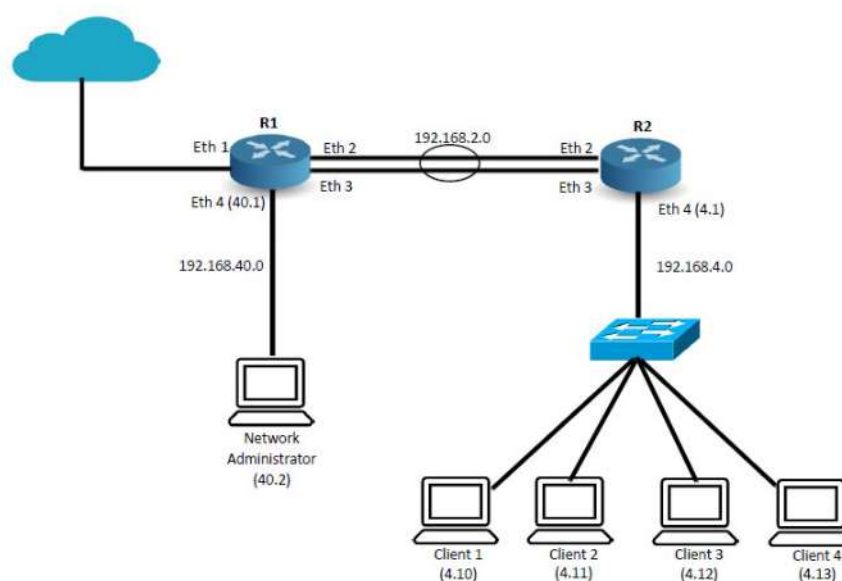 R1
R2
192.168.2.0
Eth 1
Eth 2
Eth 2
Eth 3
Eth 3
Eth 4 (40.1)
Eth 4 (4.1)
192.168.40.0
192.168.4.0
Network
Administrator
(40.2)
Client 1
(4.10)
Client 2
(4.11)
Client 3
(4.12)
Client 4
(4.13)